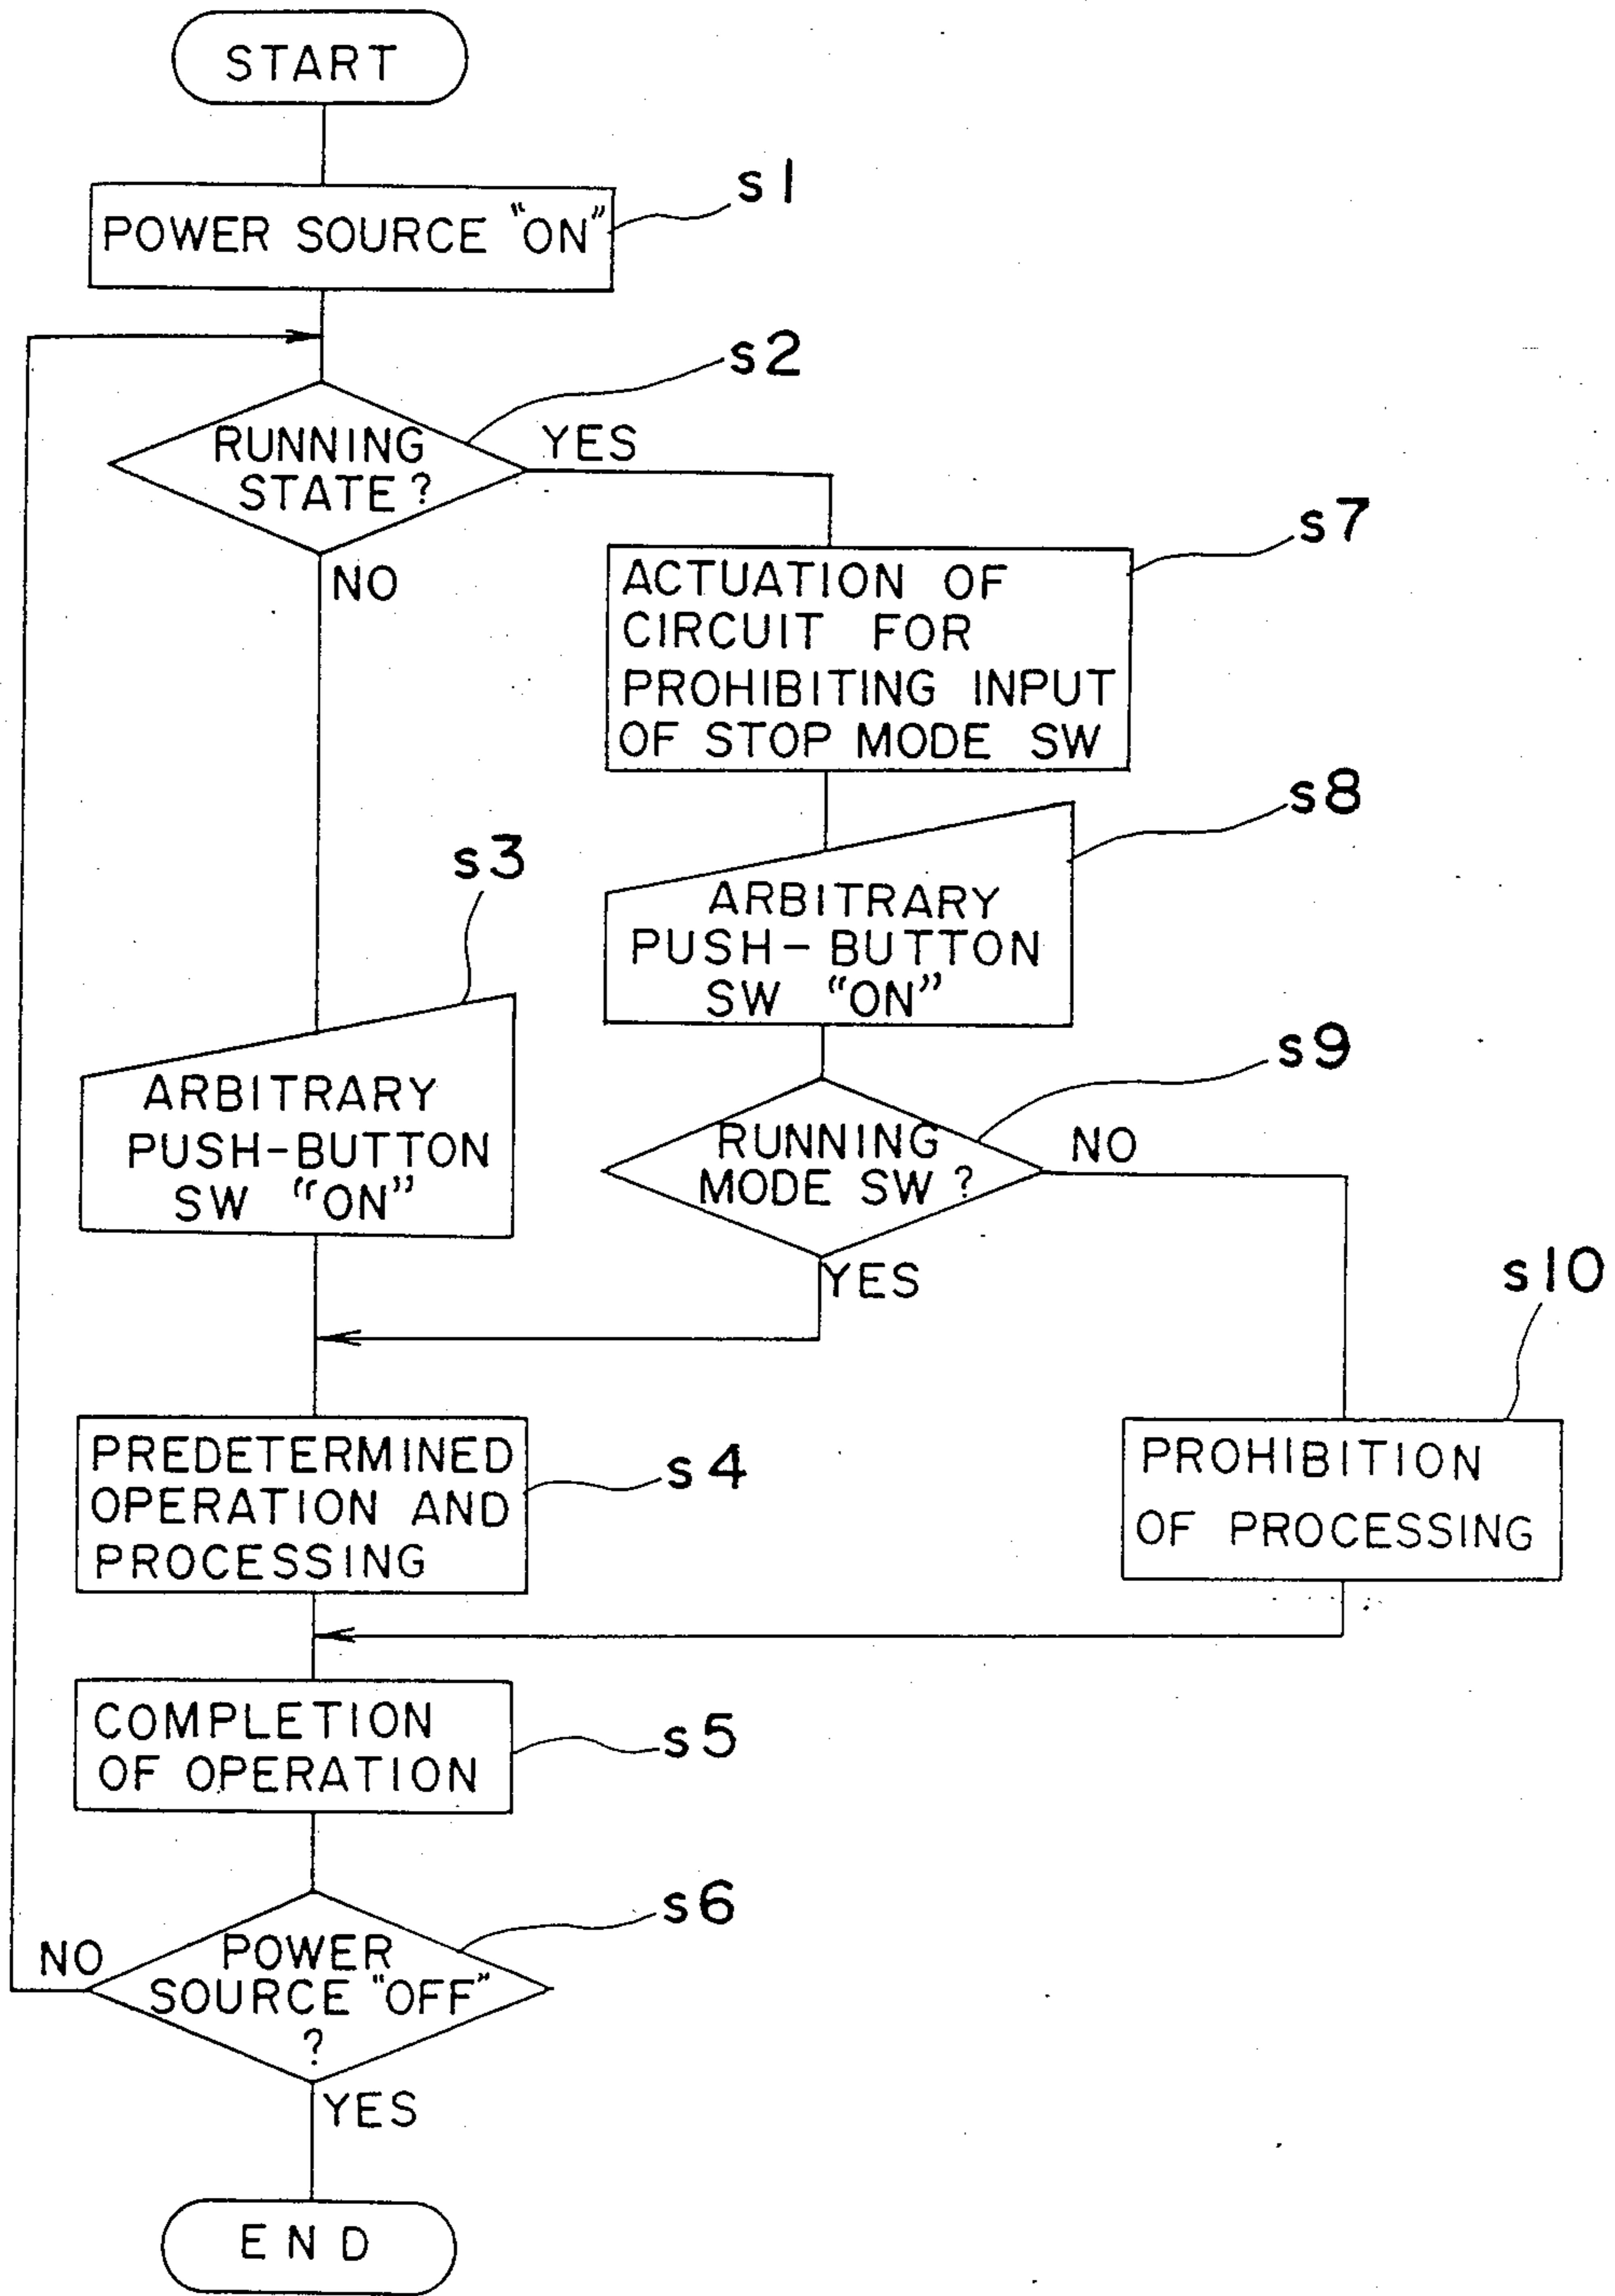 START
s1
POWER SOURCE "ON"
s2
RUNNING
STATE?
YES
NO
s7
ACTUATION OF
CIRCUIT FOR
PROHIBITING INPUT
OF STOP MODE SW
s8
ARBITRARY
PUSH-BUTTON
SW "ON"
s3
ARBITRARY
PUSH-BUTTON
SW "ON"
s9
RUNNING
MODE SW?
NO
YES
s10
PROHIBITION
OF PROCESSING
PREDETERMINED
OPERATION AND
PROCESSING
s4
COMPLETION
OF OPERATION
s5
s6
POWER
SOURCE "OFF"
?
NO
YES
END